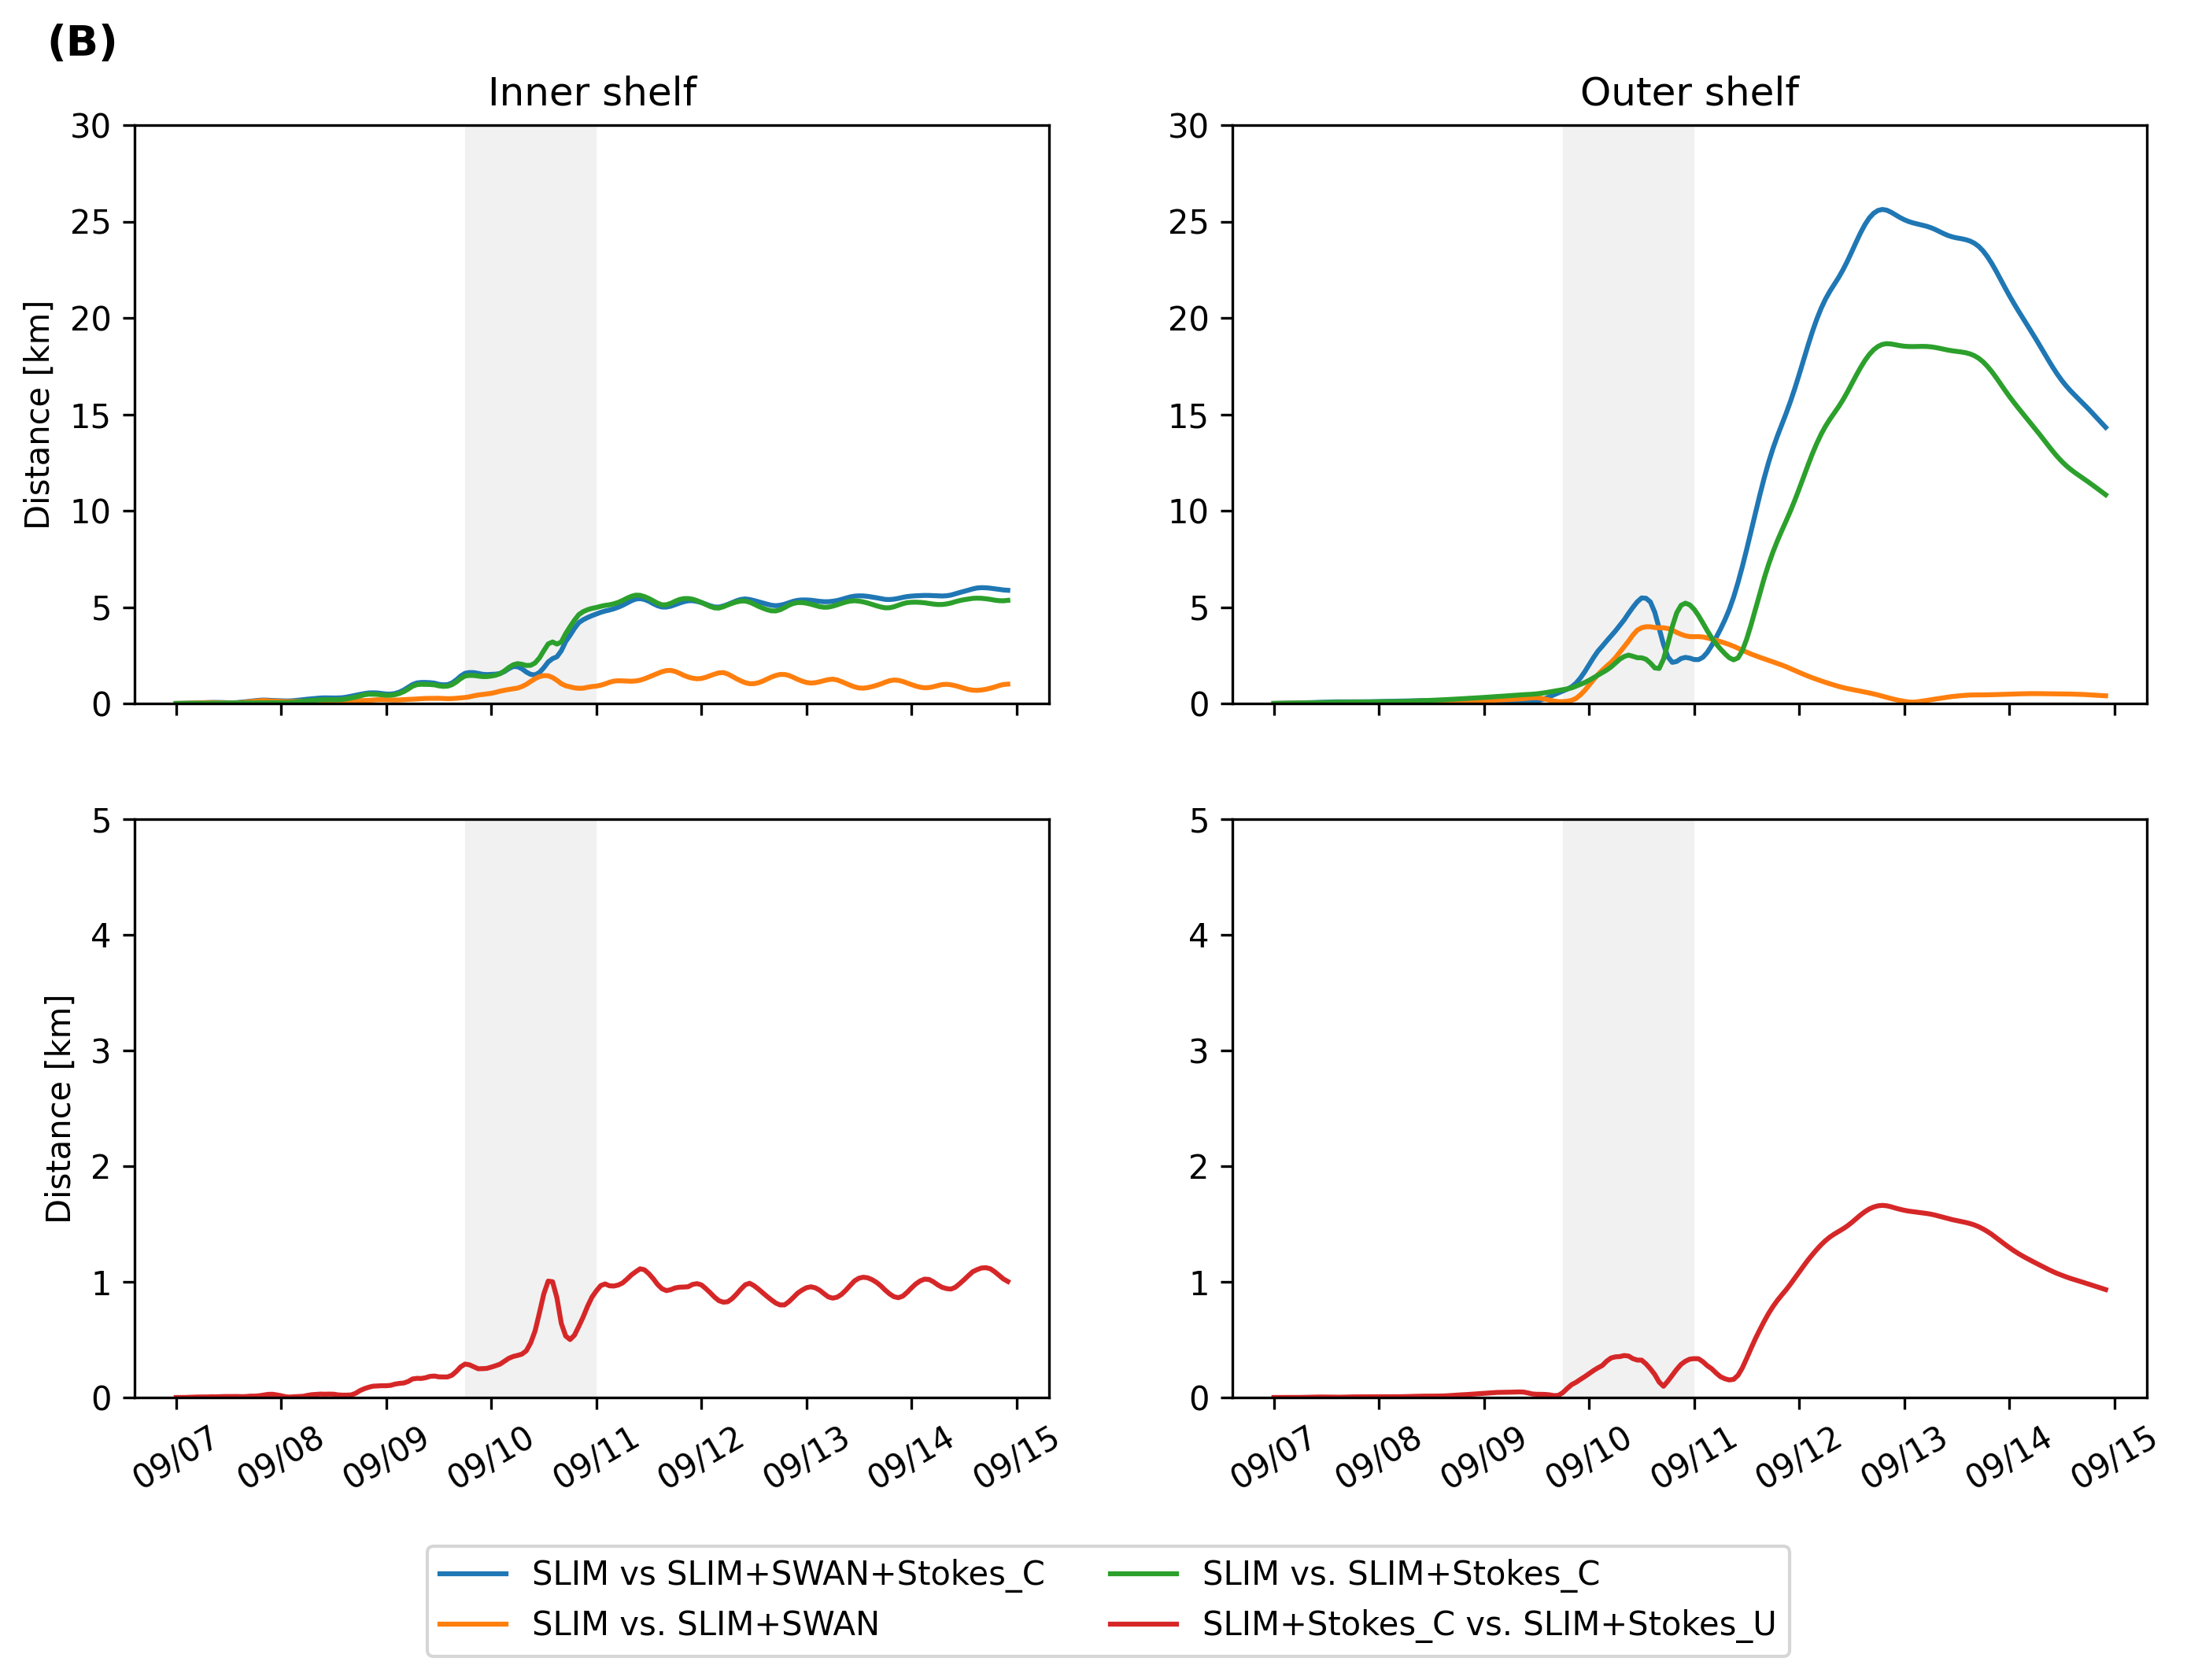 (B)
Inner shelf
Outer shelf
30
25
20
15
10
5
0
Distance [km]
30
25
20
15
10
5
0
5
4
3
2
1
0
Distance [km]
5
4
3
2
1
0
09/07 09/08 09/09 09/10 09/11 09/12 09/13 09/14 09/15
09/07 09/08 09/09 09/10 09/11 09/12 09/13 09/14 09/15
SLIM vs SLIM+SWAN+Stokes_C
SLIM vs. SLIM+SWAN
SLIM vs. SLIM+Stokes_C
SLIM+Stokes_C vs. SLIM+Stokes_U